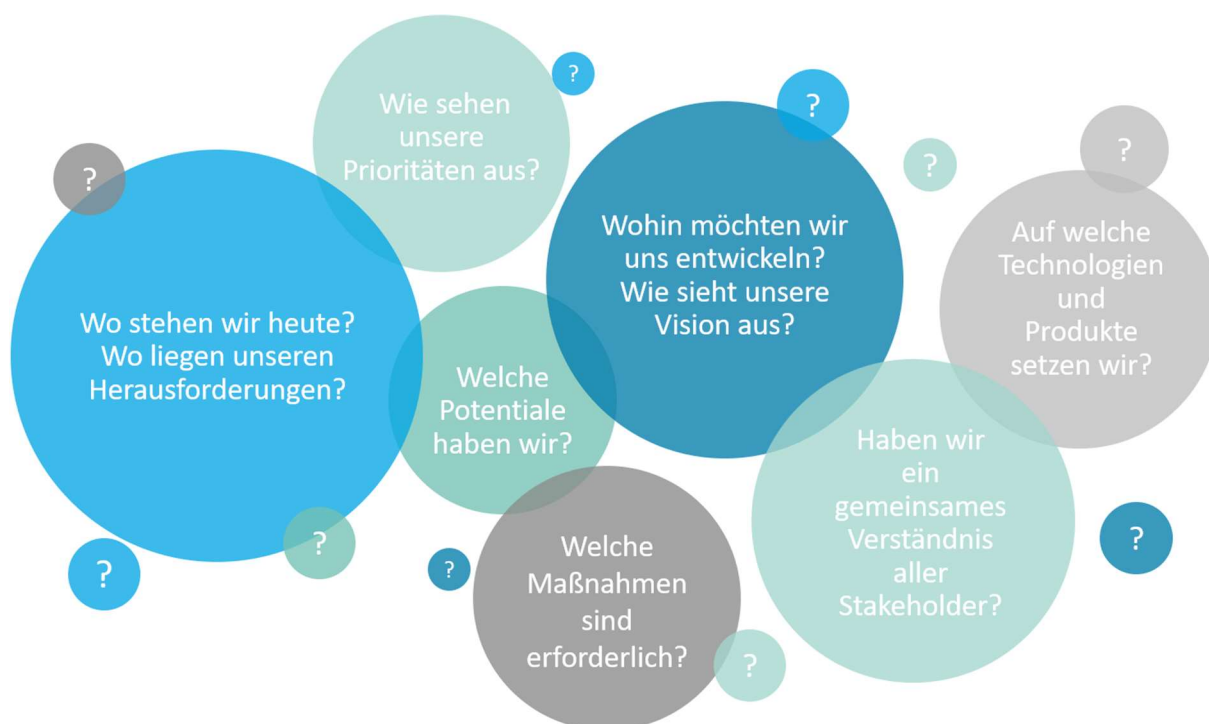 ?
Wie sehen
unsere
Prioritäten aus?
?
?
?
?
Wo stehen wir heute?
Wo liegen unseren
Herausforderungen?
Welche
Potentiale
haben wir?
Wohin möchten wir
uns entwickeln?
Wie sieht unsere
Vision aus?
Auf welche
Technologien
und
Produkte
setzen wir?
Haben wir
ein
gemeinsames
Verständnis
aller
Stakeholder?
?
?
?
?
Welche
Maßnahmen
sind
erforderlich?
?